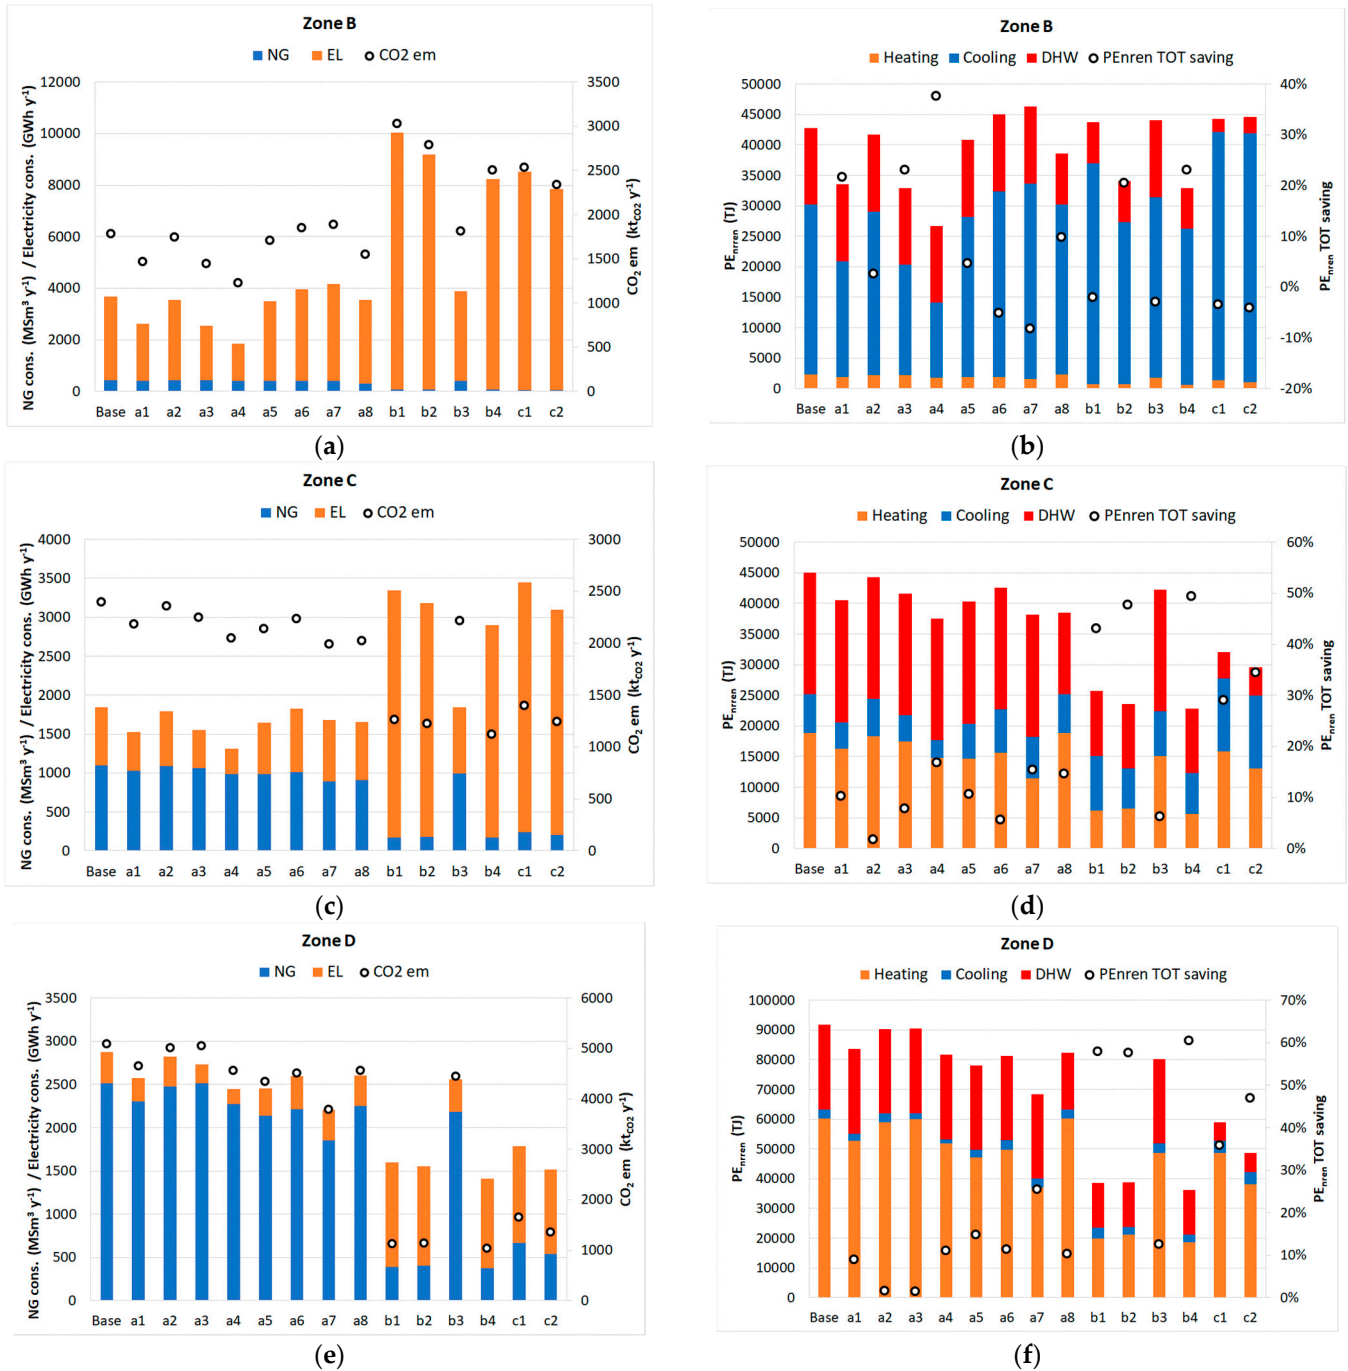 Zone B
NG EL CO2 em
NG cons. (MSm³ y⁻¹) / Electricity cons. (GWh y⁻¹)
12000
10000
8000
6000
4000
2000
0
3500
3000
2500
2000
1500
1000
500
0
CO₂ em (kt_CO2 y⁻¹)
Base a1 a2 a3 a4 a5 a6 a7 a8 b1 b2 b3 b4 c1 c2
(a)
Zone B
Heating Cooling DHW PEnren TOT saving
PE_nrren (TJ)
50000
45000
40000
35000
30000
25000
20000
15000
10000
5000
0
40%
30%
20%
10%
0%
-10%
-20%
PE_nren TOT saving
Base a1 a2 a3 a4 a5 a6 a7 a8 b1 b2 b3 b4 c1 c2
(b)
Zone C
NG EL CO2 em
NG cons. (MSm³ y⁻¹) / Electricity cons. (GWh y⁻¹)
4000
3500
3000
2500
2000
1500
1000
500
0
3000
2500
2000
1500
1000
500
0
CO₂ em (kt_CO2 y⁻¹)
Base a1 a2 a3 a4 a5 a6 a7 a8 b1 b2 b3 b4 c1 c2
(c)
Zone C
Heating Cooling DHW PEnren TOT saving
PE_nrren (TJ)
50000
45000
40000
35000
30000
25000
20000
15000
10000
5000
0
60%
50%
40%
30%
20%
10%
0%
PE_nren TOT saving
Base a1 a2 a3 a4 a5 a6 a7 a8 b1 b2 b3 b4 c1 c2
(d)
Zone D
NG EL CO2 em
NG cons. (MSm³ y⁻¹) / Electricity cons. (GWh y⁻¹)
3500
3000
2500
2000
1500
1000
500
0
6000
5000
4000
3000
2000
1000
0
CO₂ em (kt_CO2 y⁻¹)
Base a1 a2 a3 a4 a5 a6 a7 a8 b1 b2 b3 b4 c1 c2
(e)
Zone D
Heating Cooling DHW PEnren TOT saving
PE_nrren (TJ)
100000
90000
80000
70000
60000
50000
40000
30000
20000
10000
0
70%
60%
50%
40%
30%
20%
10%
0%
PE_nren TOT saving
Base a1 a2 a3 a4 a5 a6 a7 a8 b1 b2 b3 b4 c1 c2
(f)